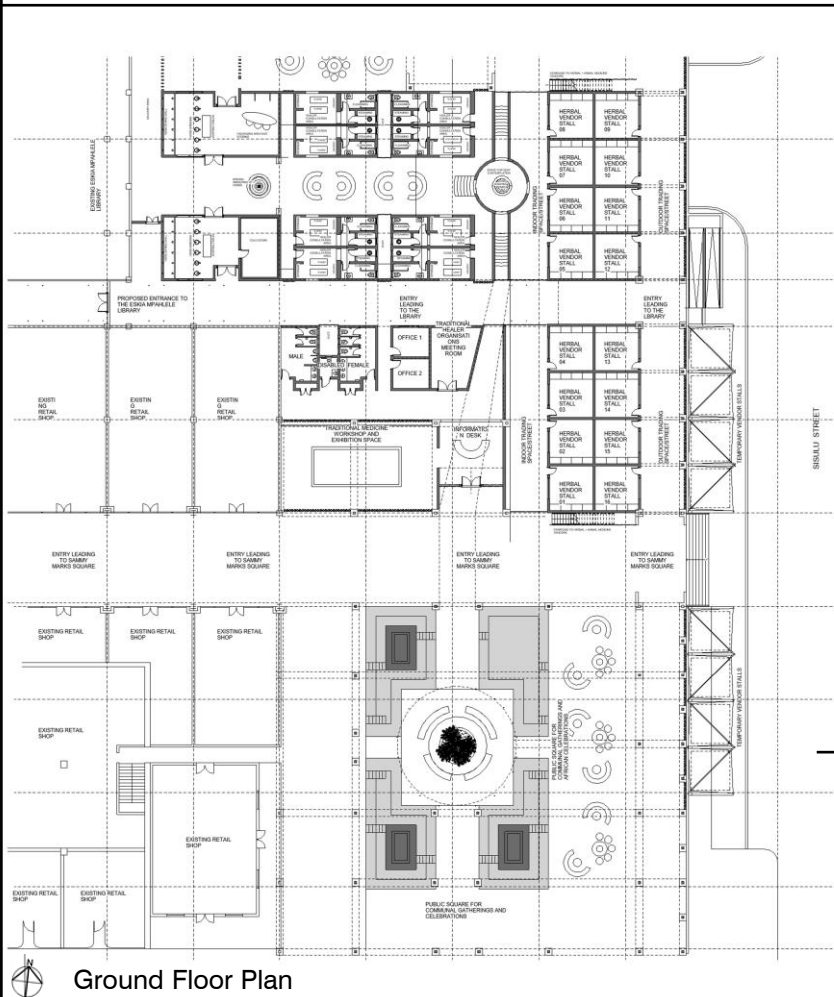 HERBAL
VENDOR
STALL
08
HERBAL
VENDOR
STALL
09
HERBAL
VENDOR
STALL
07
HERBAL
VENDOR
STALL
10
HERBAL
VENDOR
STALL
06
HERBAL
VENDOR
STALL
11
HERBAL
VENDOR
STALL
05
HERBAL
VENDOR
STALL
12
EXISTING ESKIA MPAHLELE
LIBRARY
INDOOR TRADING
SPACE/STREET
OUTDOOR TRADING
SPACE/STREET
PROPOSED ENTRANCE TO
THE ESKIA MPAHLELE
LIBRARY
ENTRY
LEADING
TO THE
LIBRARY
ENTRY
LEADING
TO THE
LIBRARY
MALE
DISABLED
FEMALE
OFFICE 1
OFFICE 2
TRADITIONAL
HEALER
ORGANISATI
ONS
MEETING
ROOM
HERBAL
VENDOR
STALL
04
HERBAL
VENDOR
STALL
13
HERBAL
VENDOR
STALL
03
HERBAL
VENDOR
STALL
14
HERBAL
VENDOR
STALL
02
HERBAL
VENDOR
STALL
15
HERBAL
VENDOR
STALL
01
HERBAL
VENDOR
STALL
16
EXISTI
NG
RETAIL
SHOP
EXISTIN
G
RETAIL
SHOP
EXISTIN
G
RETAIL
SHOP
TRADITIONAL MEDICINE
WORKSHOP AND
EXHIBITION SPACE
INFORMATIO
N DESK
INDOOR TRADING
SPACE/STREET
OUTDOOR TRADING
SPACE/STREET
TEMPORARY VENDOR STALLS
SISULU STREET
ENTRY LEADING
TO SAMMY
MARKS SQUARE
ENTRY LEADING
TO SAMMY
MARKS SQUARE
ENTRY LEADING
TO SAMMY
MARKS SQUARE
ENTRY LEADING
TO SAMMY
MARKS SQUARE
EXISTING RETAIL
SHOP
EXISTING RETAIL
SHOP
EXISTING RETAIL
SHOP
EXISTING RETAIL
SHOP
PUBLIC SQUARE FOR
COMMUNAL GATHERINGS AND
AFRICAN CELEBRATIONS
TEMPORARY VENDOR STALLS
EXISTING RETAIL
SHOP
EXISTING RETAIL
SHOP
EXISTING RETAIL
SHOP
PUBLIC SQUARE FOR
COMMUNAL GATHERINGS AND
CELEBRATIONS
N
Ground Floor Plan